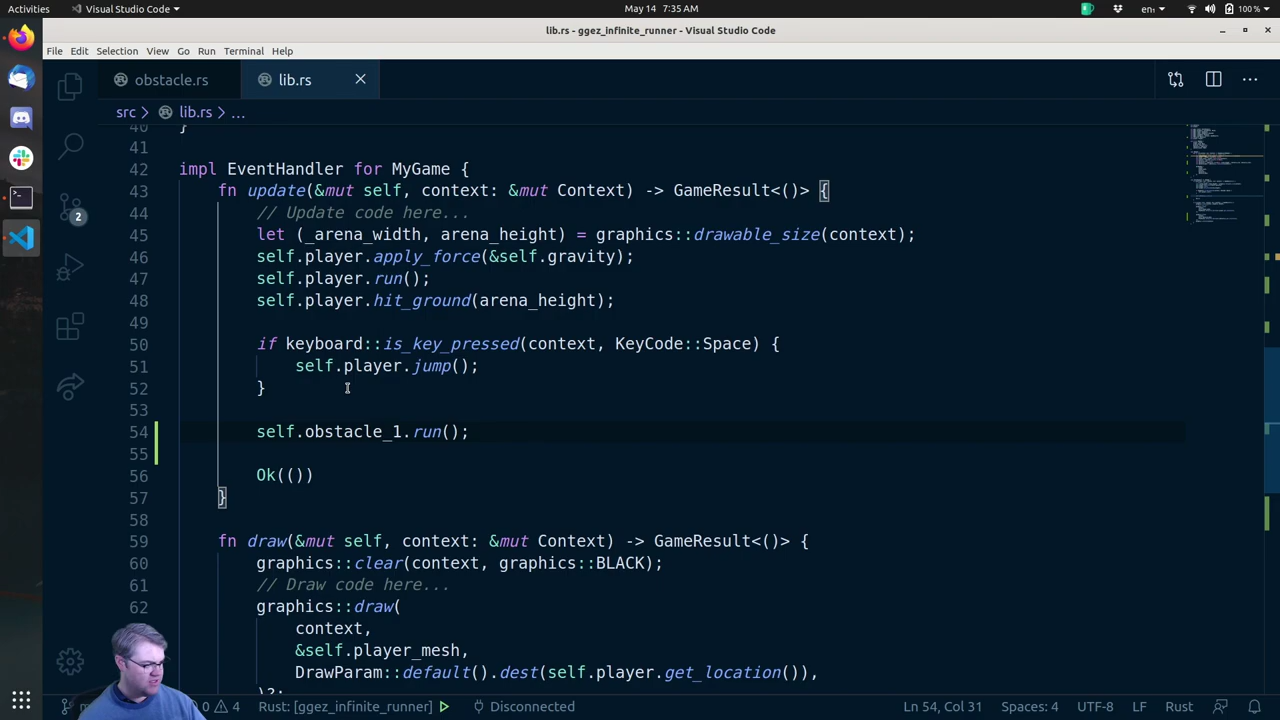 Activities Visual Studio Code May 14 7:35 AM en 100 %
lib.rs - ggez_infinite_runner - Visual Studio Code
File Edit Selection View Go Run Terminal Help
obstacle.rs lib.rs
src > lib.rs > ...
40 }
41
42 impl EventHandler for MyGame {
43 fn update(&mut self, context: &mut Context) -> GameResult<()> {
44 // Update code here...
45 let (_arena_width, arena_height) = graphics::drawable_size(context);
46 self.player.apply_force(&self.gravity);
47 self.player.run();
48 self.player.hit_ground(arena_height);
49
50 if keyboard::is_key_pressed(context, KeyCode::Space) {
51 self.player.jump();
52 }
53
54 self.obstacle_1.run();
55
56 Ok(())
57 }
58
59 fn draw(&mut self, context: &mut Context) -> GameResult<()> {
60 graphics::clear(context, graphics::BLACK);
61 // Draw code here...
62 graphics::draw(
context,
&self.player_mesh,
DrawParam::default().dest(self.player.get_location()),
)?;
2
0 4 Rust: [ggez_infinite_runner] Disconnected Ln 54, Col 31 Spaces: 4 UTF-8 LF Rust